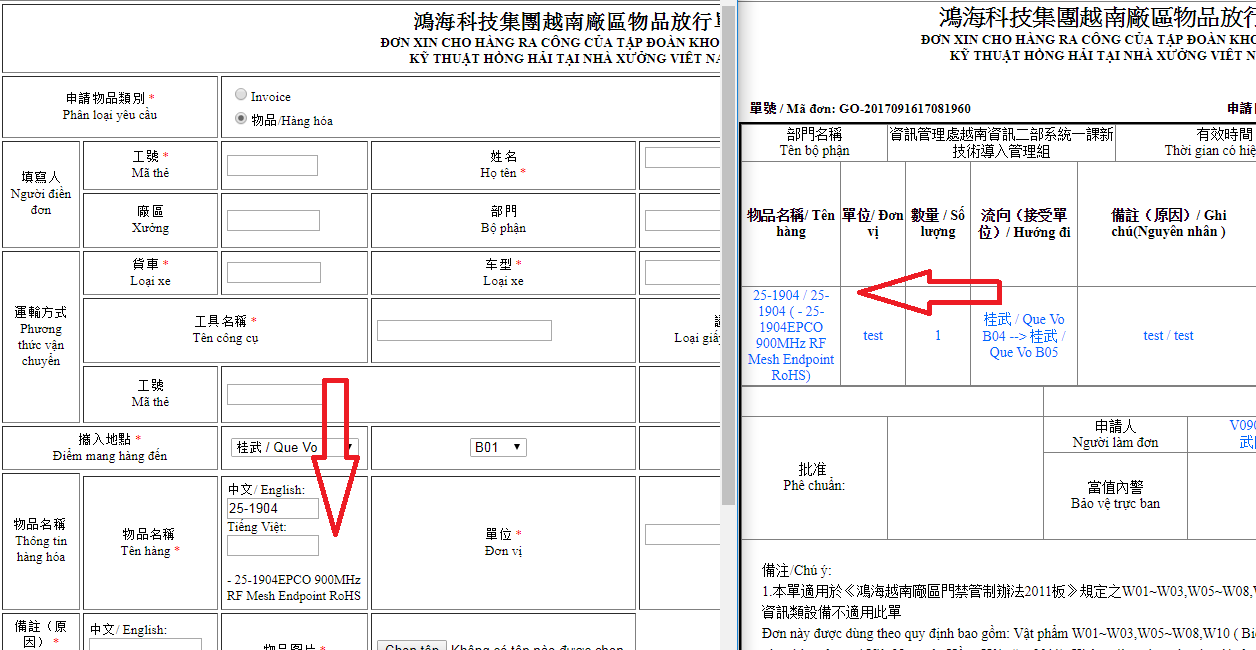 鴻海科技集團越南廠區物品放行單
ĐƠN XIN CHO HÀNG RA CÔNG CỦA TẬP ĐOÀN KHO
KỸ THUẬT HỒNG HẢI TẠI NHÀ XƯỞNG VIỆT NA
申請物品類別 *
Phân loại yêu cầu
Invoice
物品/Hàng hóa
填寫人
Người điền
đơn
工號 *
Mã thẻ
姓名
Họ tên *
廠區
Xưởng
部門
Bộ phận
運輸方式
Phương
thức vận
chuyển
貨車 *
Loại xe
车型 *
Loại xe
工具名稱 *
Tên công cụ
Loại giấy
工號
Mã thẻ
攜入地點 *
Điểm mang hàng đến
桂武 / Que Vo
B01
物品名稱
Thông tin
hàng hóa
物品名稱
Tên hàng *
中文/ English:
25-1904
Tiếng Việt:
- 25-1904EPCO 900MHz
RF Mesh Endpoint RoHS
單位 *
Đơn vị
備註（原
因）*
中文/ English:
物品圖片 *
Chọn tệp Không có tệp nào được chọn
鴻海科技集團越南廠區物品放行
ĐƠN XIN CHO HÀNG RA CÔNG CỦA TẬP ĐOÀN KHO
KỸ THUẬT HỒNG HẢI TẠI NHÀ XƯỞNG VIỆT N
單號 / Mã đơn: GO-2017091617081960
申請
部門名稱
Tên bộ phận
資訊管理處越南資訊二部系統一課新
技術導入管理組
有效時間
Thời gian có hiệ
物品名稱/ Tên
hàng
單位/ Đơn
vị
數量 / Số
lượng
流向（接受單
位）/ Hướng đi
備註（原因）/ Ghi
chú(Nguyên nhân )
25-1904 / 25-
1904 ( - 25-
1904EPCO
900MHz RF
Mesh Endpoint
RoHS)
test
1
桂武 / Que Vo
B04 --> 桂武 /
Que Vo B05
test / test
批准
Phê chuẩn:
申請人
Người làm đơn
V090
武
當值內警
Bảo vệ trực ban
備注/Chú ý:
1.本單適用於《鴻海越南廠區門禁管制辦法2011板》規定之W01~W03,W05~W08,
資訊類設備不適用此單
Đơn này được dùng theo quy định bao gồm: Vật phẩm W01~W03,W05~W08,W10 ( Biê